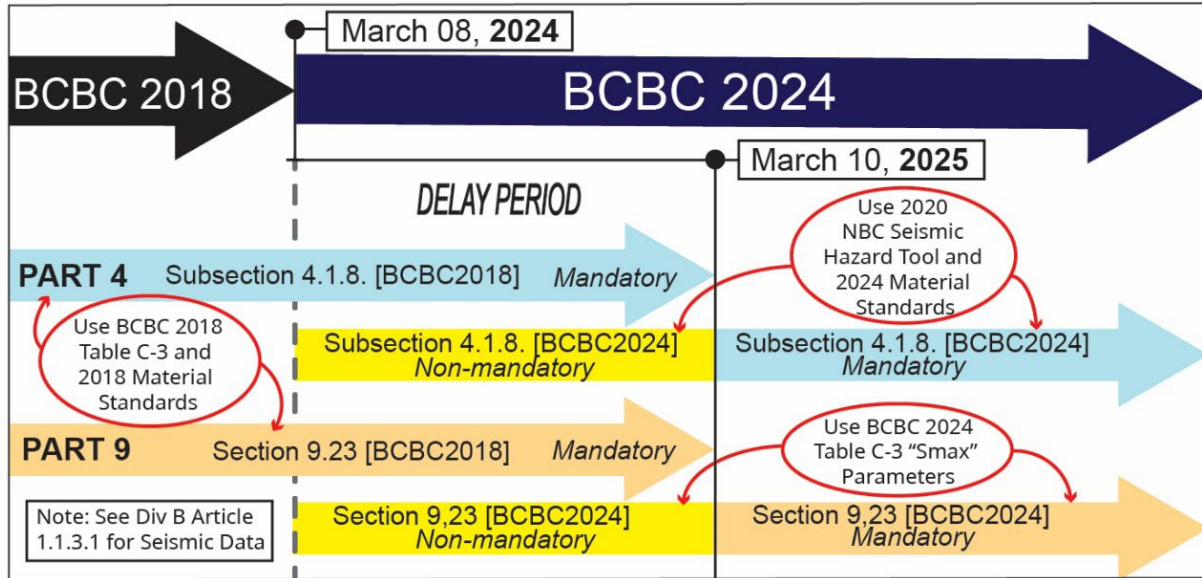 March 08, 2024
BCBC 2018
BCBC 2024
March 10, 2025
DELAY PERIOD
Use 2020
NBC Seismic
Hazard Tool and
2024 Material
Standards
PART 4
Subsection 4.1.8. [BCBC2018]
Mandatory
Use BCBC 2018
Table C-3 and
2018 Material
Standards
Subsection 4.1.8. [BCBC2024]
Non-mandatory
Subsection 4.1.8. [BCBC2024]
Mandatory
PART 9
Section 9.23 [BCBC2018]
Mandatory
Use BCBC 2024
Table C-3 “Smax”
Parameters
Note: See Div B Article
1.1.3.1 for Seismic Data
Section 9,23 [BCBC2024]
Non-mandatory
Section 9,23 [BCBC2024]
Mandatory